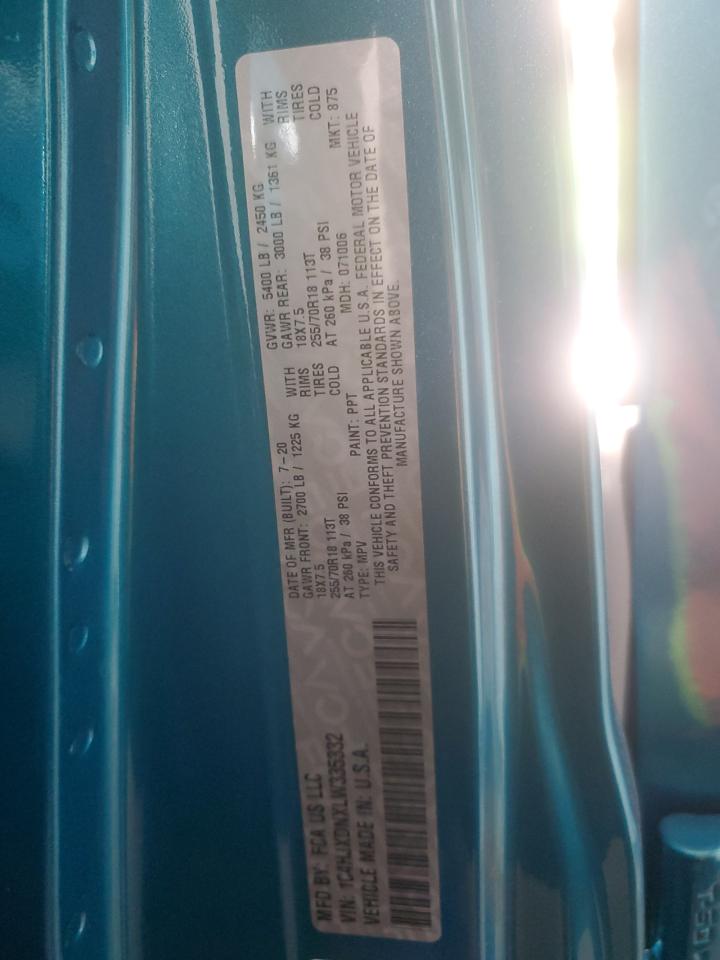 MFD BY: FCA US LLC
VIN: 1C4HJXDNXLW335332
VEHICLE MADE IN: U.S.A.
DATE OF MFR (BUILT): 7-20 GVWR: 5400 LB / 2450 KG
GAWR FRONT: 2700 LB / 1225 KG WITH GAWR REAR: 3000 LB / 1361 KG WITH
18X7.5 RIMS 18X7.5 RIMS
255/70R18 113T TIRES 255/70R18 113T TIRES
AT 260 kPa / 38 PSI COLD AT 260 kPa / 38 PSI COLD
TYPE: MPV PAINT: PPT MDH: 071006 MKT: 875
THIS VEHICLE CONFORMS TO ALL APPLICABLE U.S.A. FEDERAL MOTOR VEHICLE
SAFETY AND THEFT PREVENTION STANDARDS IN EFFECT ON THE DATE OF
MANUFACTURE SHOWN ABOVE.